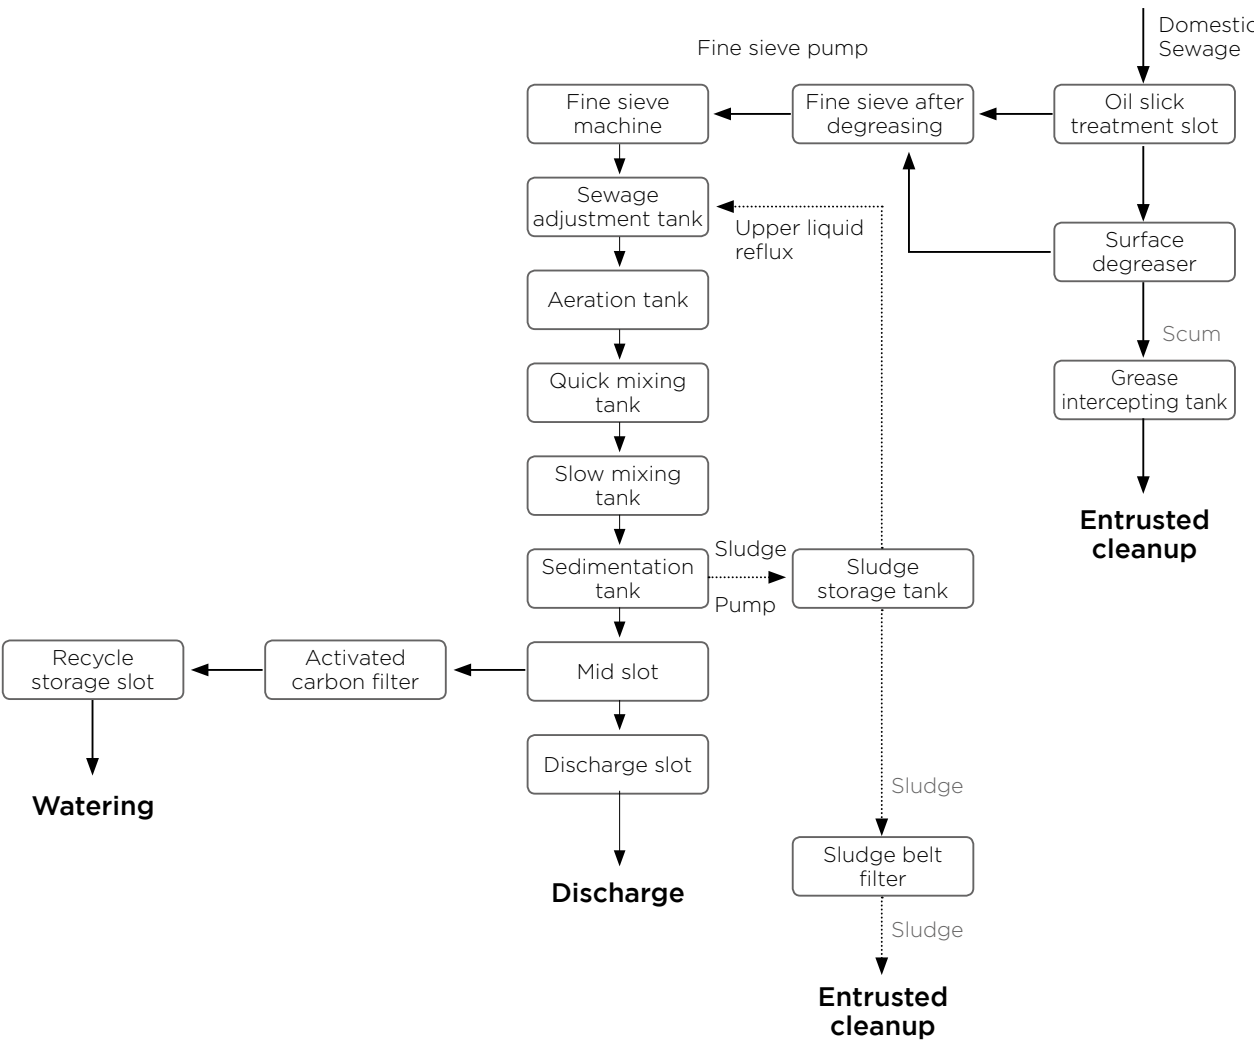 Domestic
Sewage
Fine sieve pump
Fine sieve
machine
Fine sieve after
degreasing
Oil slick
treatment slot
Sewage
adjustment tank
Upper liquid
reflux
Surface
degreaser
Aeration tank
Scum
Quick mixing
tank
Grease
intercepting tank
Slow mixing
tank
Entrusted
cleanup
Sedimentation
tank
Sludge
Pump
Sludge
storage tank
Recycle
storage slot
Activated
carbon filter
Mid slot
Discharge slot
Watering
Sludge
Discharge
Sludge belt
filter
Sludge
Entrusted
cleanup